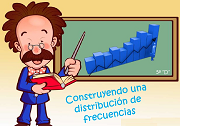 Construyendo una
distribución de
frecuencias